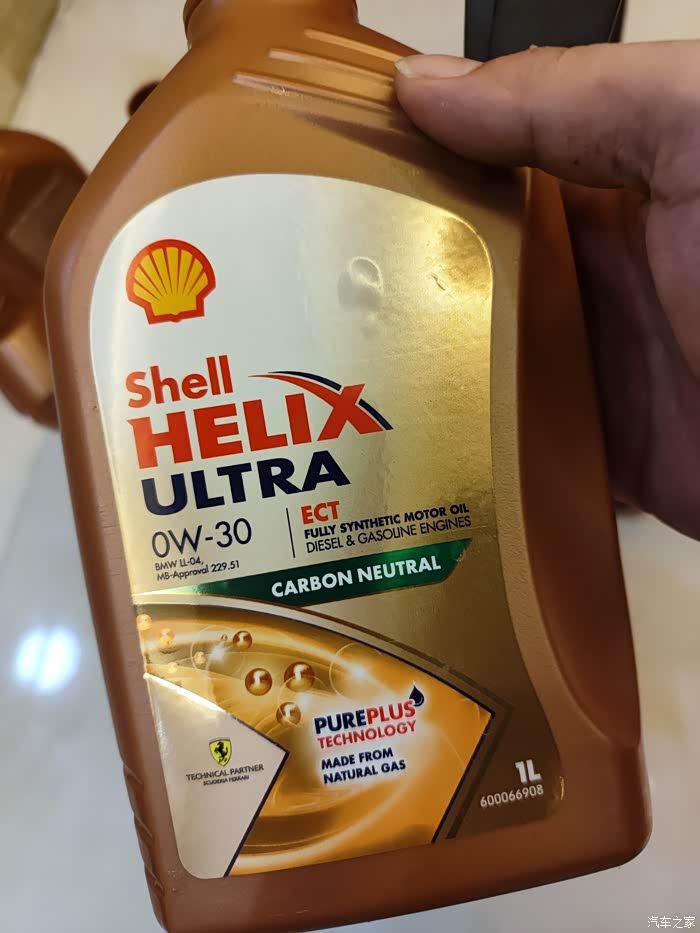 Shell
HELIX
ULTRA
0W-30
BMW LL-04,
MB-Approval 229.51
ECT
FULLY SYNTHETIC MOTOR OIL
DIESEL & GASOLINE ENGINES
CARBON NEUTRAL
PUREPLUS
TECHNOLOGY
MADE FROM
NATURAL GAS
TECHNICAL PARTNER
SCUDERIA FERRARI
1L
600066908
汽车之家